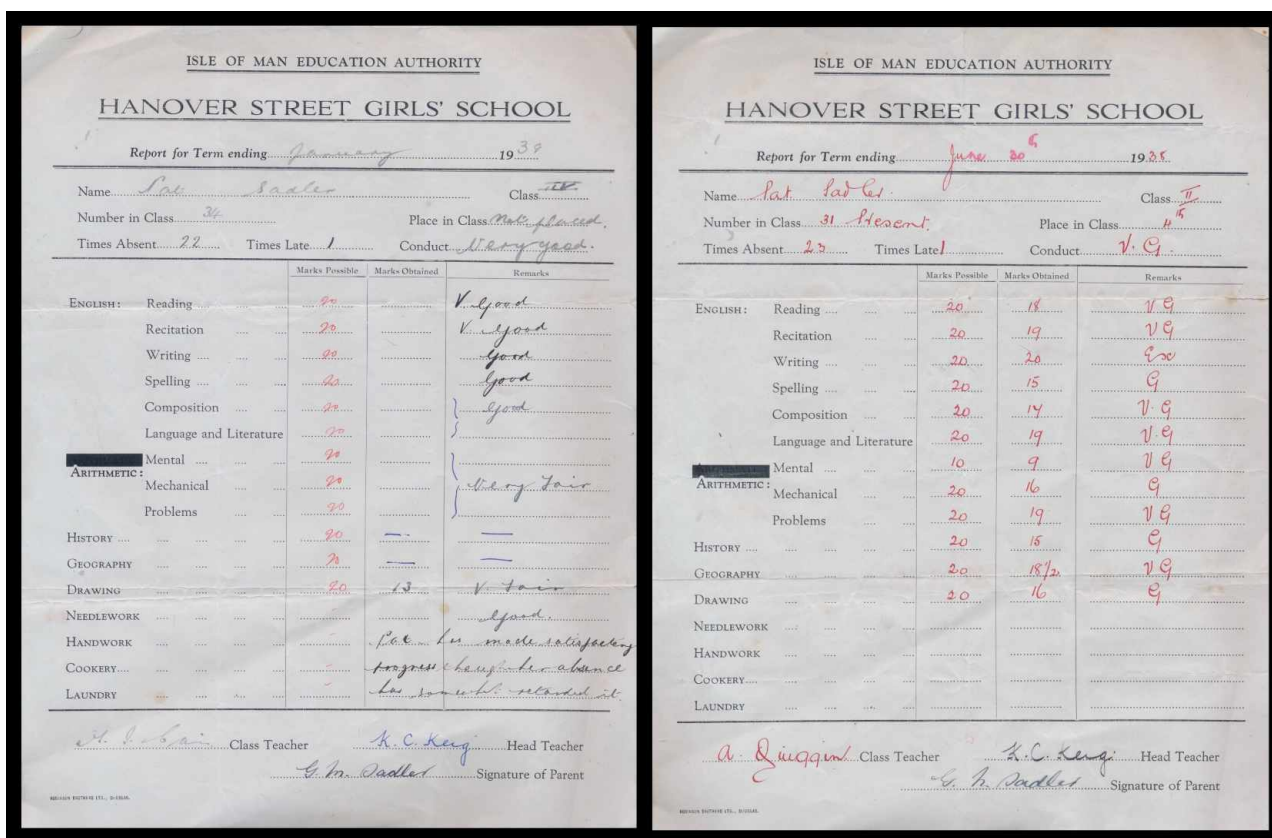 ISLE OF MAN EDUCATION AUTHORITY
HANOVER STREET GIRLS' SCHOOL
Report for Term ending January 1939
Name Pat Sadler Class IV
Number in Class 34 Place in Class Not placed.
Times Absent 22 Times Late 1 Conduct Very good.
Marks Possible Marks Obtained Remarks
ENGLISH: Reading 20 V. Good
Recitation 20 V. Good
Writing 20 Good
Spelling 20 Good
Composition 20 Good
Language and Literature 20
Mental 20
ARITHMETIC:
Mechanical 20 Very Fair
Problems 20
HISTORY 20 — —
GEOGRAPHY 20 — —
DRAWING 20 13 V Fair
NEEDLEWORK Good.
HANDWORK Pat has made satisfactory
COOKERY progress though her absence
LAUNDRY has somewht. retarded it.
Class Teacher K. C. Keig Head Teacher
G. M. Sadler Signature of Parent
ISLE OF MAN EDUCATION AUTHORITY
HANOVER STREET GIRLS' SCHOOL
Report for Term ending June 30th 1938
Name Pat Sadler. Class II
Number in Class 31 Present. Place in Class
Times Absent 23 Times Late 1 Conduct V. G.
Marks Possible Marks Obtained Remarks
ENGLISH: Reading 20 18 V G
Recitation 20 19 V G
Writing 20 20 Exc
Spelling 20 15 G
Composition 20 14 V. G
Language and Literature 20 19 V. G
Mental 10 9 V G
ARITHMETIC:
Mechanical 20 16 G
Problems 20 19 V G
HISTORY 20 15 G
GEOGRAPHY 20 18½ V G
DRAWING 20 16 G
NEEDLEWORK
HANDWORK
COOKERY
LAUNDRY
A. Quiggin Class Teacher K. C. Keig Head Teacher
G. M. Sadler Signature of Parent